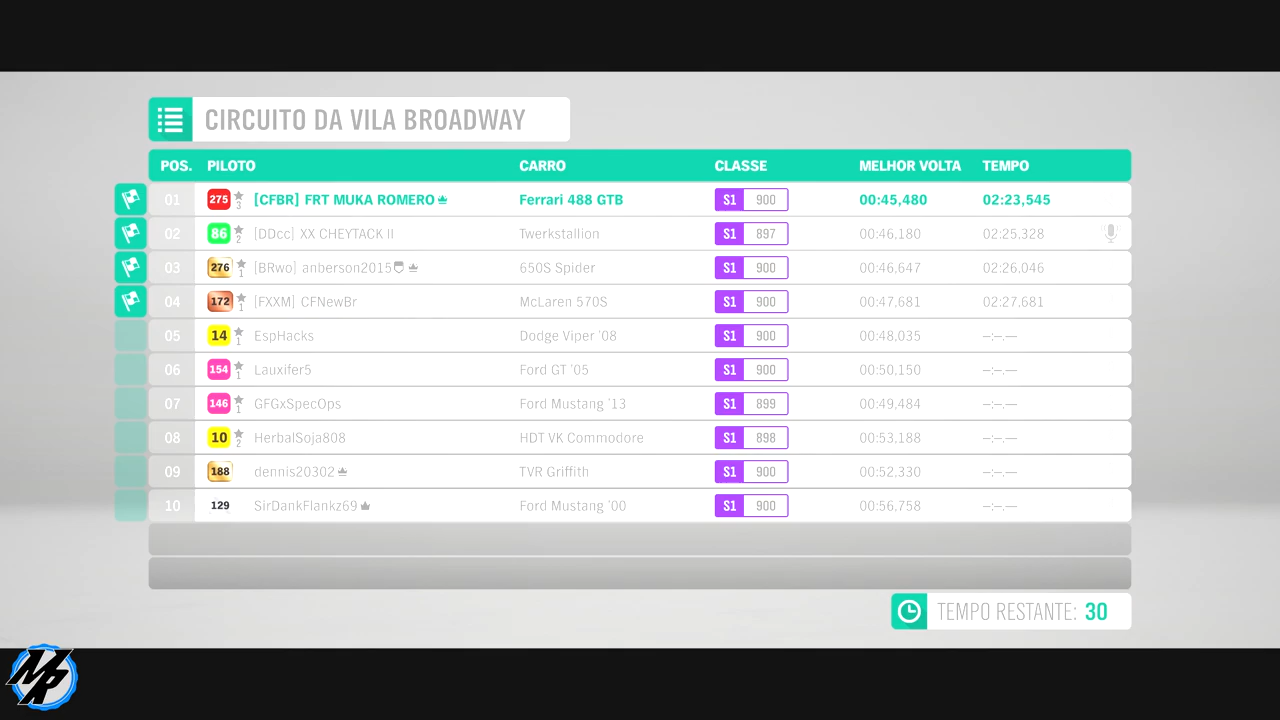 CIRCUITO DA VILA BROADWAY
POS. PILOTO CARRO CLASSE MELHOR VOLTA TEMPO
01 275 3 [CFBR] FRT MUKA ROMERO Ferrari 488 GTB S1 900 00:45,480 02:23,545
02 86 2 [DDcc] XX CHEYTACK II Twerkstallion S1 897 00:46,180 02:25,328
03 276 1 [BRwo] anberson2015 650S Spider S1 900 00:46,647 02:26,046
04 172 1 [FXXM] CFNewBr McLaren 570S S1 900 00:47,681 02:27,681
05 14 1 EspHacks Dodge Viper '08 S1 900 00:48,035 --:--.---
06 154 1 Lauxifer5 Ford GT '05 S1 900 00:50,150 --:--.---
07 146 1 GFGxSpecOps Ford Mustang '13 S1 899 00:49,484 --:--.---
08 10 2 HerbalSoja808 HDT VK Commodore S1 898 00:53,186 --:--.---
09 188 dennis20302 TVR Griffith S1 900 00:52,330 --:--.---
10 129 SirDankFlankz69 Ford Mustang '00 S1 900 00:56,758 --:--.---
TEMPO RESTANTE: 30
MR